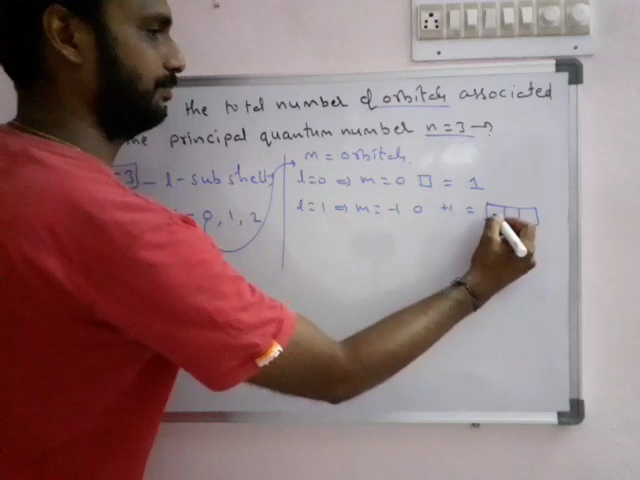 the total number of orbitals associated
the principal quantum number n=3→
=3 - l - sub shells
0, 1, 2
m = orbitals.
l=0 ⇒ m=0 □ = 1
l=1 ⇒ m=-1 0 +1 =